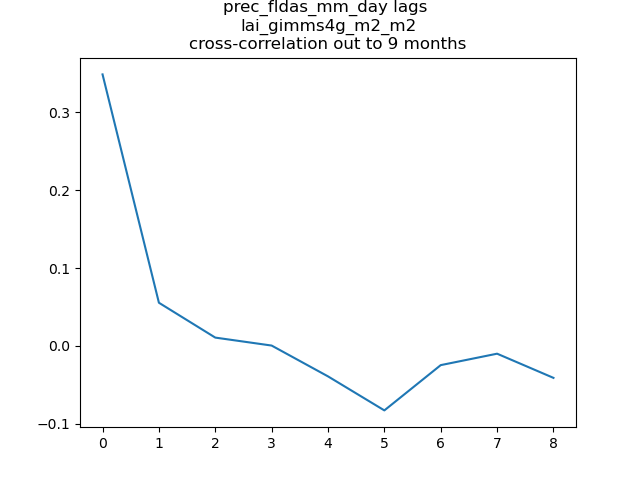 prec_fldas_mm_day lags
lai_gimms4g_m2_m2
cross-correlation out to 9 months
0.3
0.2
0.1
0.0
−0.1
0 1 2 3 4 5 6 7 8